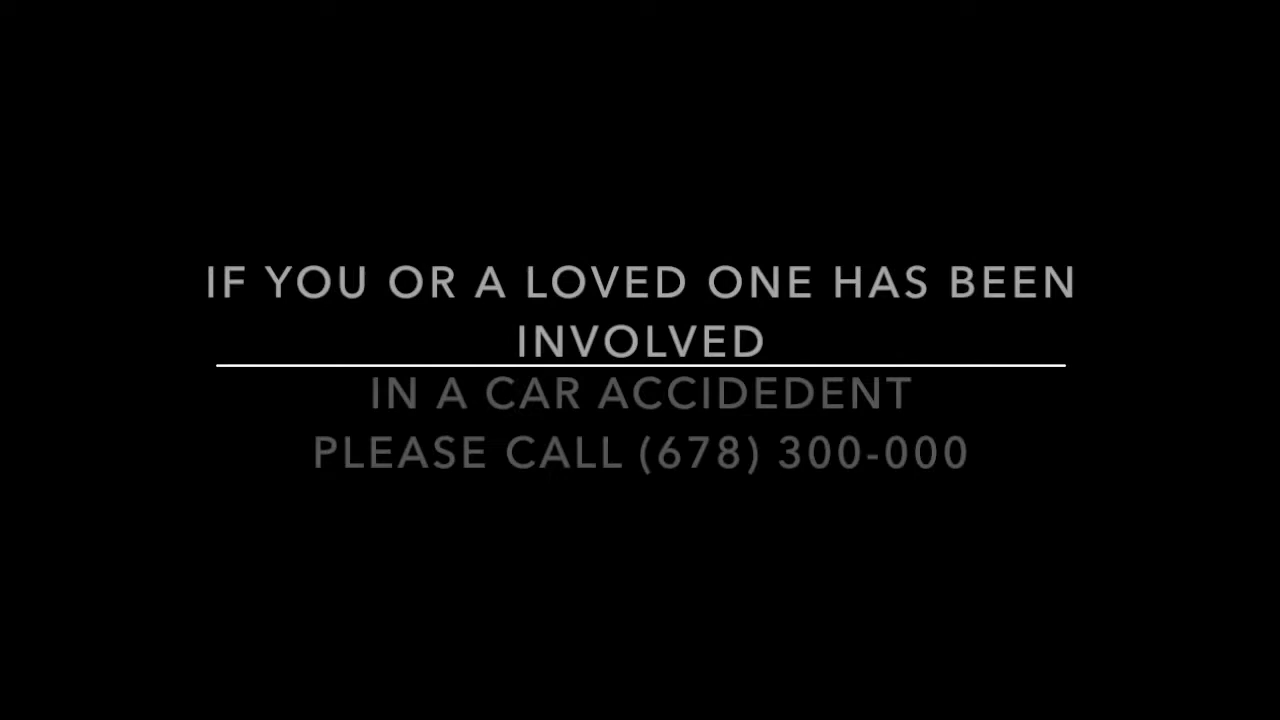 IF YOU OR A LOVED ONE HAS BEEN
INVOLVED
IN A CAR ACCIDEDENT
PLEASE CALL (678) 300-000